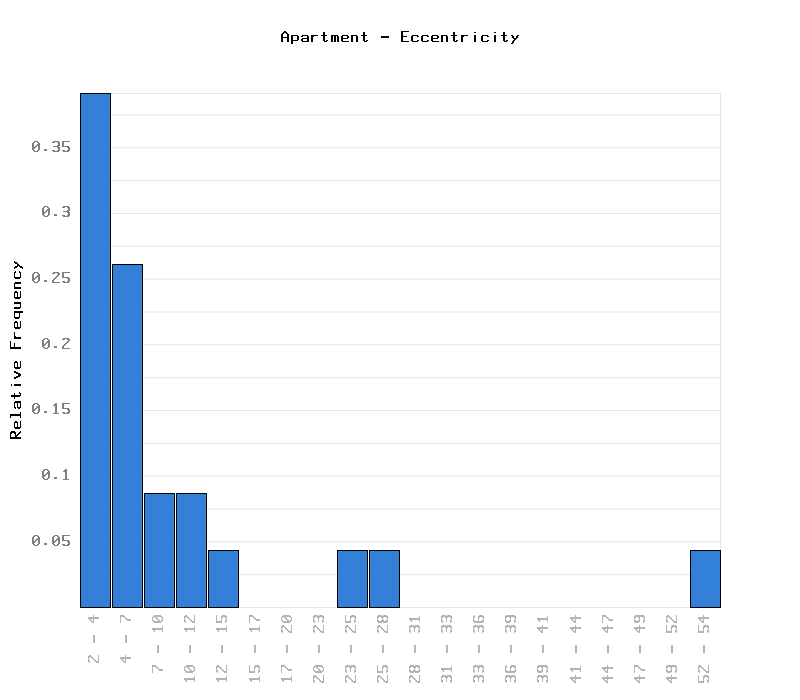 Apartment - Eccentricity
Relative Frequency
0.35
0.3
0.25
0.2
0.15
0.1
0.05
2 - 4
4 - 7
7 - 10
10 - 12
12 - 15
15 - 17
17 - 20
20 - 23
23 - 25
25 - 28
28 - 31
31 - 33
33 - 36
36 - 39
39 - 41
41 - 44
44 - 47
47 - 49
49 - 52
52 - 54